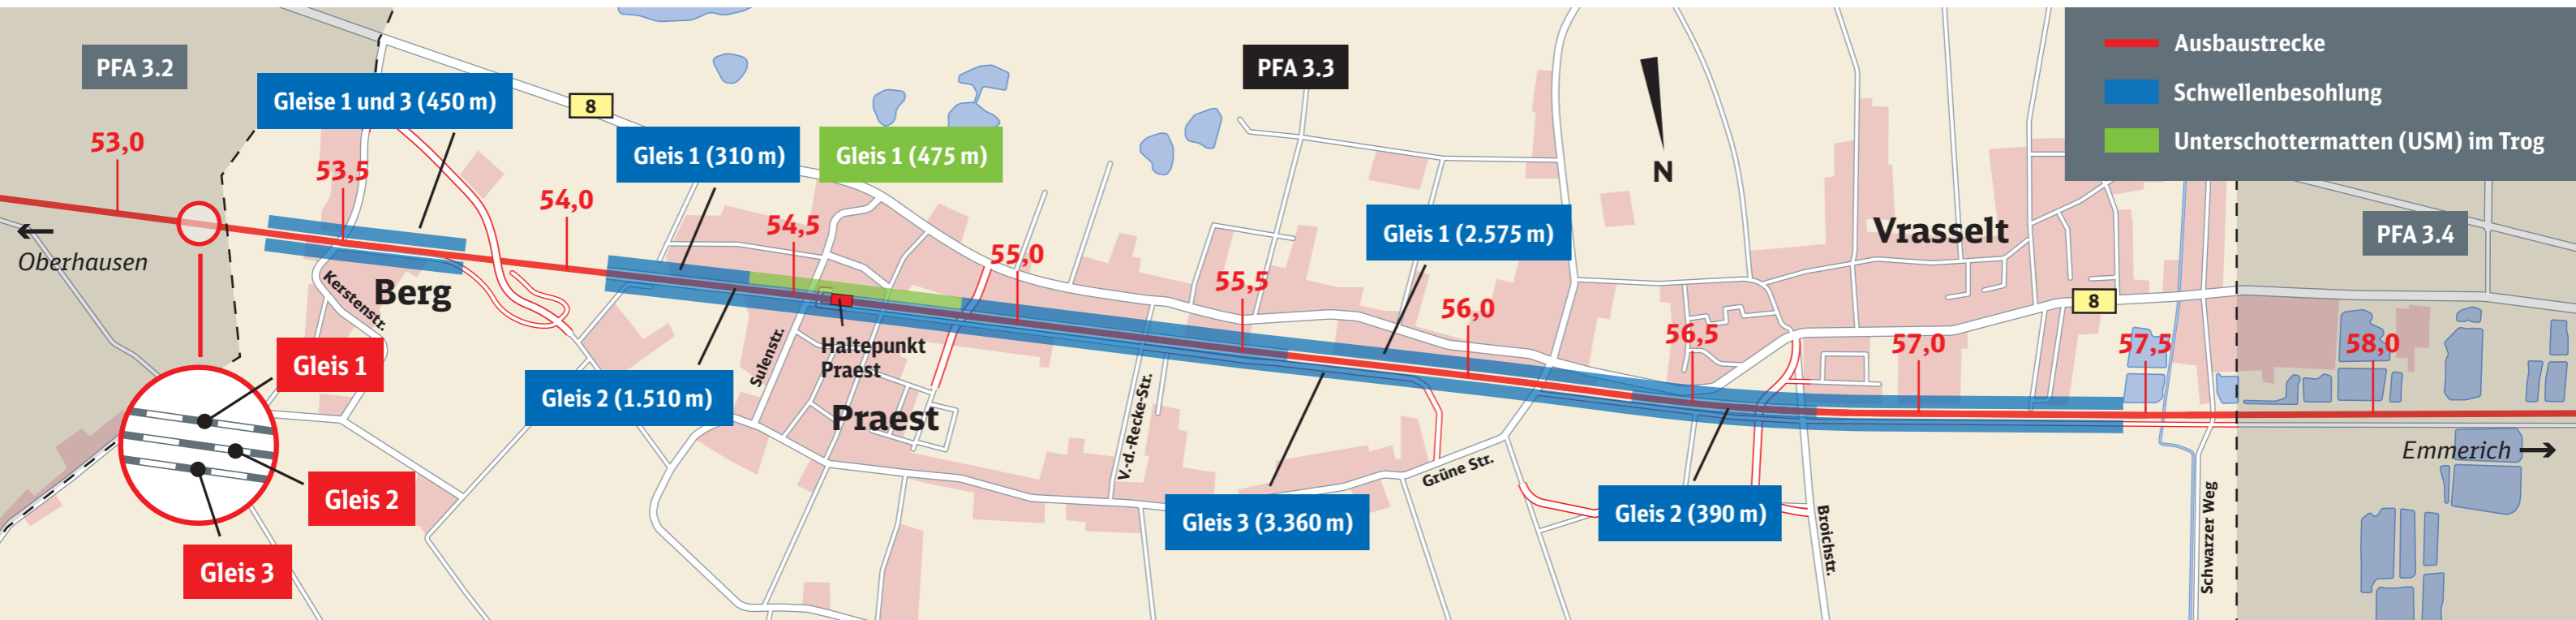 PFA 3.2
PFA 3.3
PFA 3.4
Ausbaustrecke
Schwellenbesohlung
Unterschottermatten (USM) im Trog
Gleise 1 und 3 (450 m)
8
Gleis 1 (310 m)
Gleis 1 (475 m)
Gleis 1 (2.575 m)
N
Vrasselt
8
53,0
53,5
54,0
54,5
55,0
55,5
56,0
56,5
57,0
57,5
58,0
← Oberhausen
Kerstenstr.
Berg
Gleis 1
Gleis 2
Gleis 3
Gleis 2 (1.510 m)
Sulenstr.
Haltepunkt
Praest
Praest
V.-d.-Recke-Str.
Gleis 3 (3.360 m)
Grüne Str.
Gleis 2 (390 m)
Broichstr.
Schwarzer Weg
Emmerich →